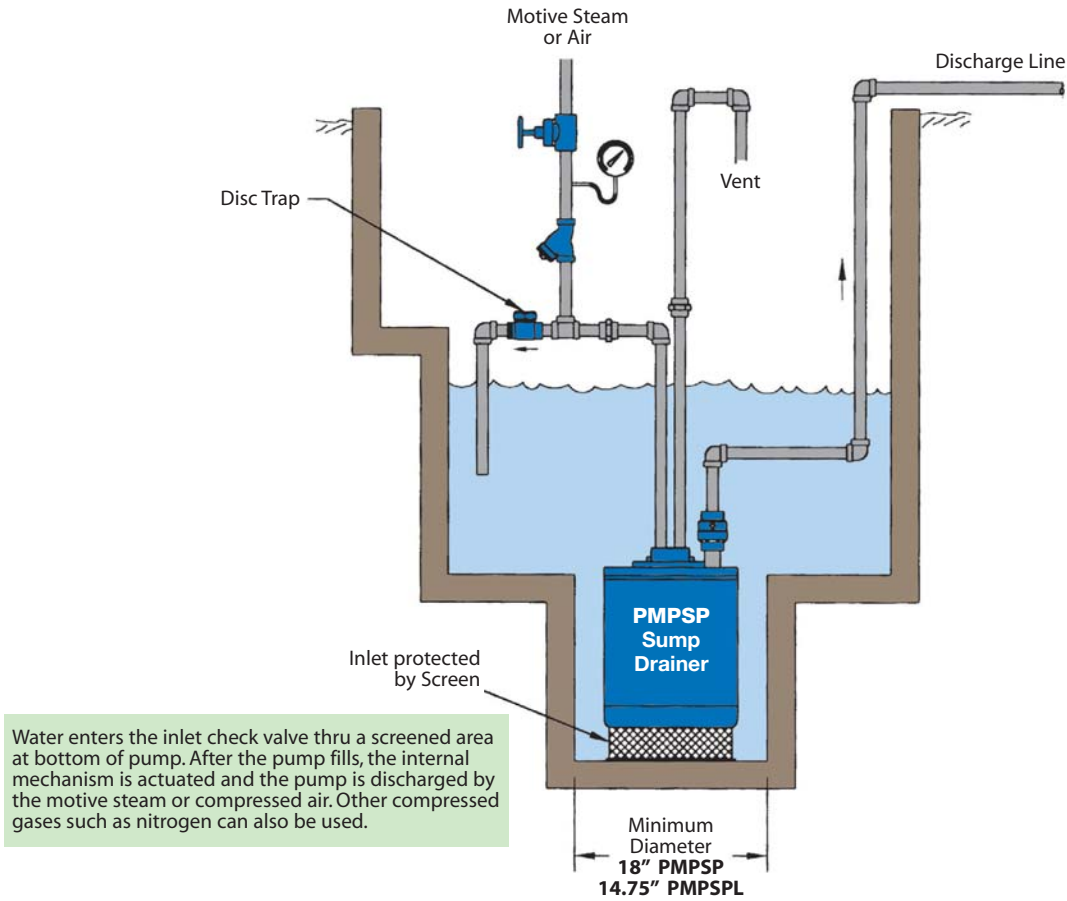 Motive Steam
or Air
Discharge Line
Vent
Disc Trap
PMPSP
Sump
Drainer
Inlet protected
by Screen
Water enters the inlet check valve thru a screened area
at bottom of pump. After the pump fills, the internal
mechanism is actuated and the pump is discharged by
the motive steam or compressed air. Other compressed
gases such as nitrogen can also be used.
Minimum
Diameter
18” PMPSP
14.75” PMPSPL